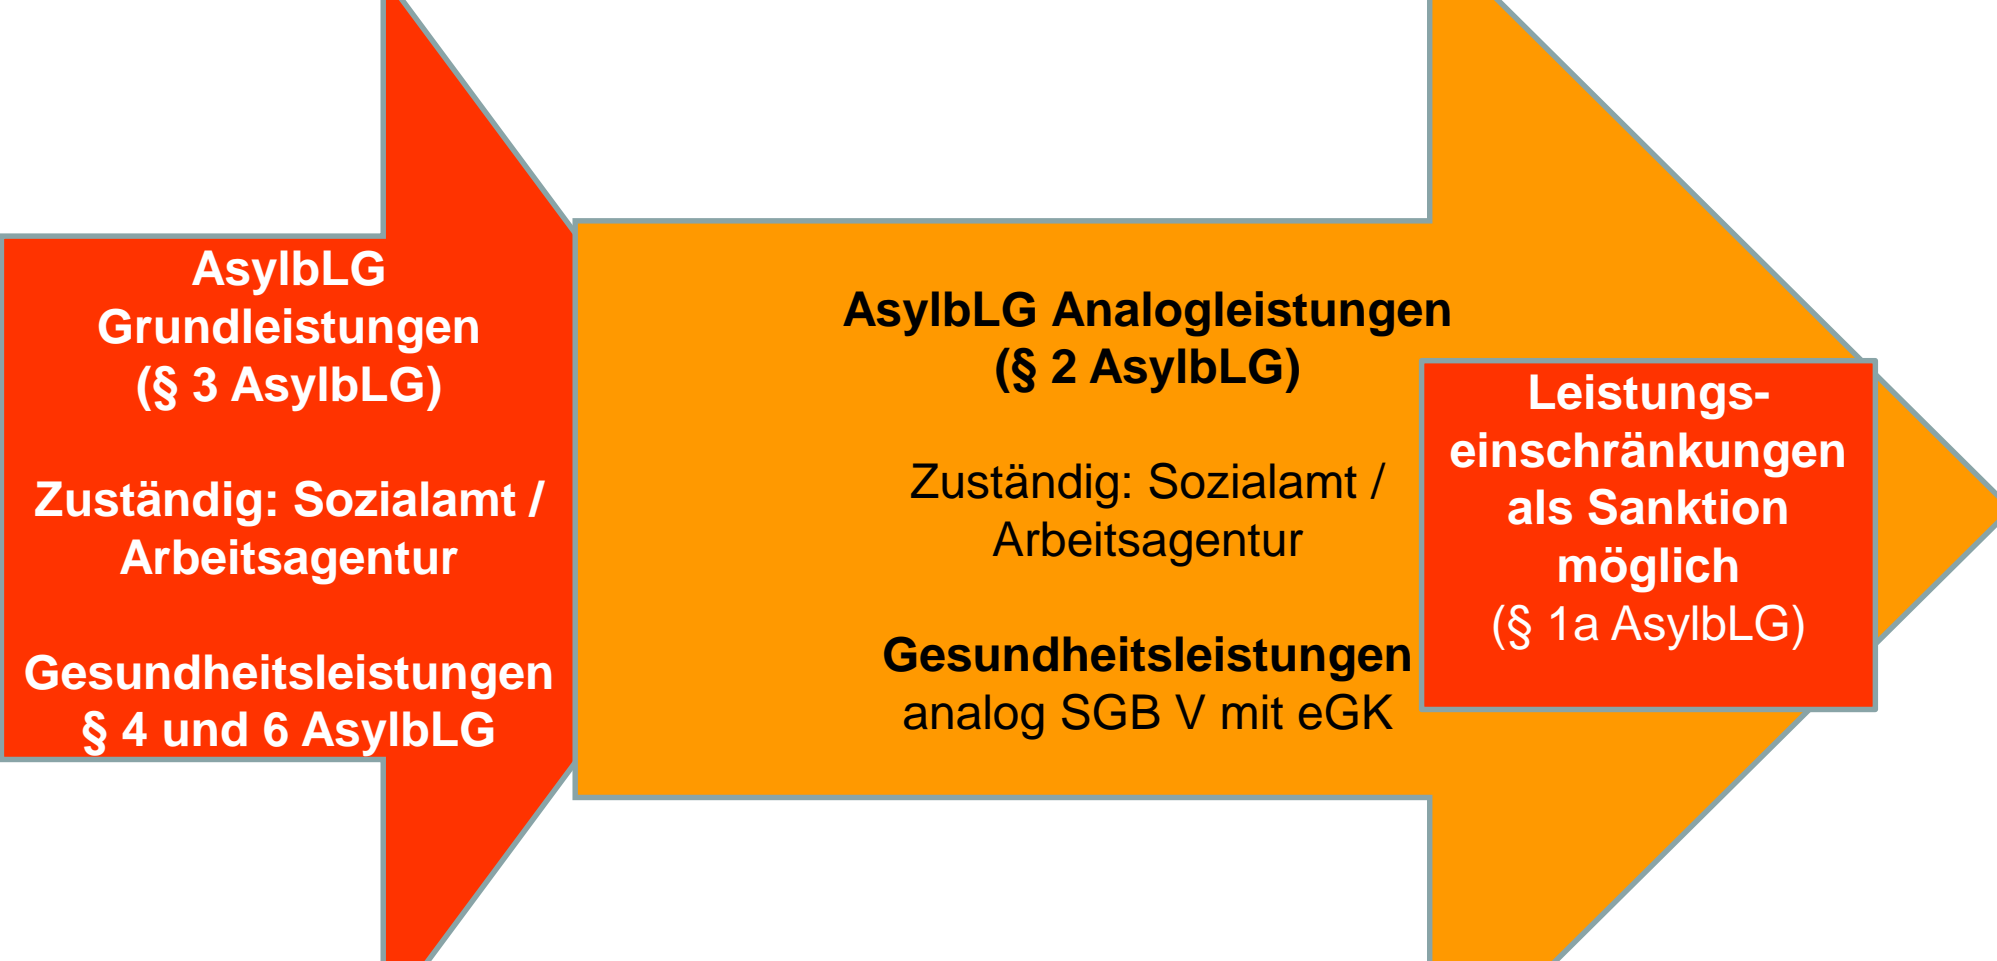 AsylbLG
Grundleistungen
(§ 3 AsylbLG)
Zuständig: Sozialamt /
Arbeitsagentur
Gesundheitsleistungen
§ 4 und 6 AsylbLG
AsylbLG Analogleistungen
(§ 2 AsylbLG)
Zuständig: Sozialamt /
Arbeitsagentur
Gesundheitsleistungen
analog SGB V mit eGK
Leistungs-
einschränkungen
als Sanktion
möglich
(§ 1a AsylbLG)